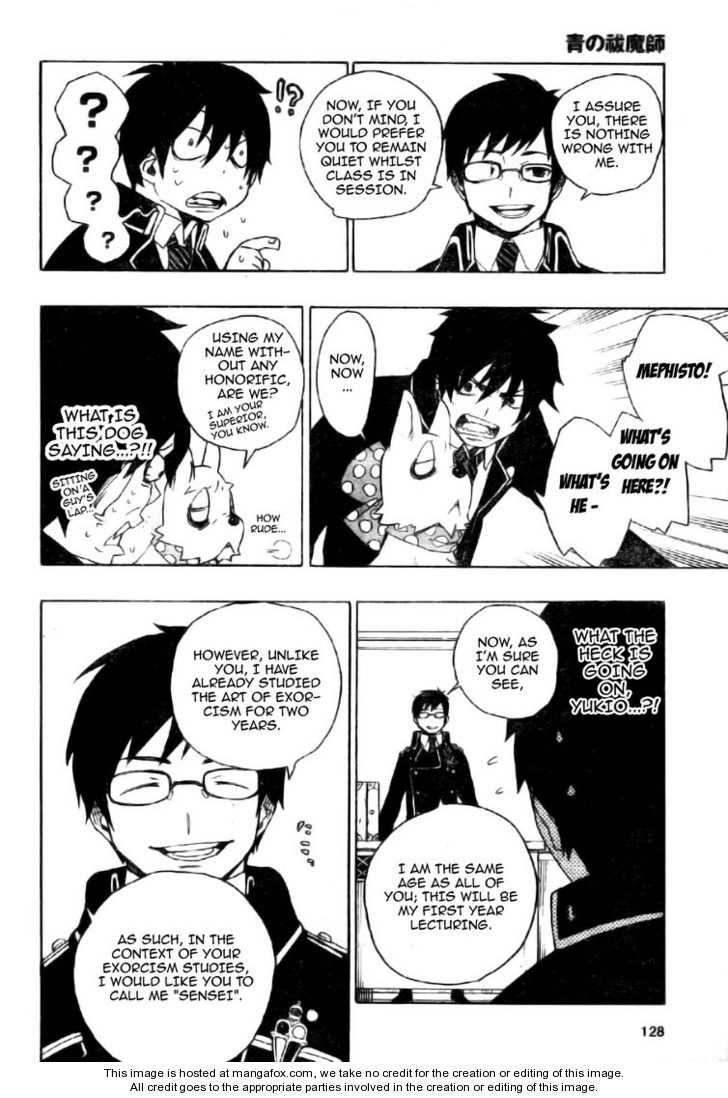 青の祓魔師
I ASSURE
YOU, THERE
IS NOTHING
WRONG WITH
ME.
NOW, IF YOU
DON'T MIND, I
WOULD PREFER
YOU TO REMAIN
QUIET WHILST
CLASS IS IN
SESSION.
!?
?
?
?
?
?
MEPHISTO!
WHAT'S
GOING ON
HERE?!
WHAT'S
HE -
NOW,
NOW
...
USING MY
NAME WITH-
OUT ANY
HONORIFIC,
ARE WE?
I AM YOUR
SUPERIOR,
YOU KNOW.
HOW
RUDE...
WHAT IS
THIS DOG
SAYING...?!!
SITTING
ON A
GUY'S
LAP...
WHAT THE
HECK IS
GOING
ON,
YUKIO...?!
NOW, AS
I'M SURE
YOU CAN
SEE,
I AM THE SAME
AGE AS ALL OF
YOU; THIS WILL BE
MY FIRST YEAR
LECTURING.
HOWEVER, UNLIKE
YOU, I HAVE
ALREADY STUDIED
THE ART OF EXOR-
CISM FOR TWO
YEARS.
AS SUCH, IN THE
CONTEXT OF YOUR
EXORCISM STUDIES,
I WOULD LIKE YOU TO
CALL ME "SENSEI".
128
This image is hosted at mangafox.com, we take no credit for the creation or editing of this image.
All credit goes to the appropriate parties involved in the creation or editing of this image.